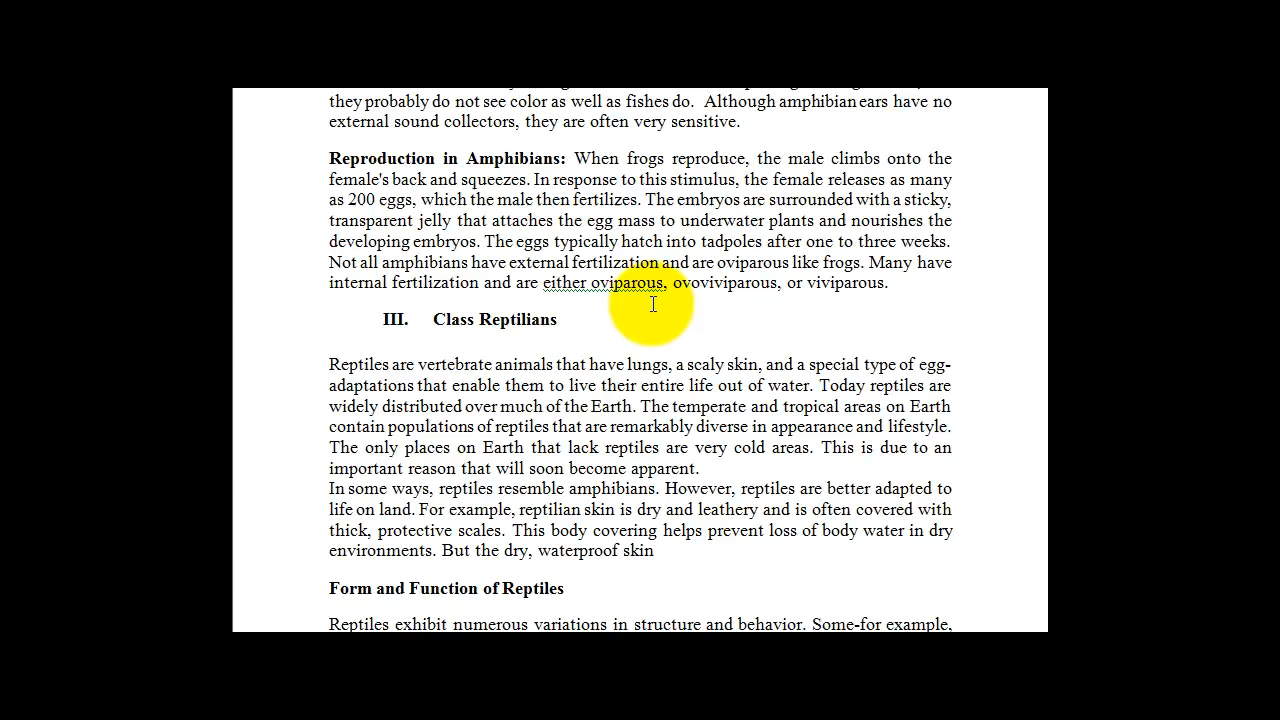 they probably do not see color as well as fishes do. Although amphibian ears have no
external sound collectors, they are often very sensitive.
Reproduction in Amphibians: When frogs reproduce, the male climbs onto the
female's back and squeezes. In response to this stimulus, the female releases as many
as 200 eggs, which the male then fertilizes. The embryos are surrounded with a sticky,
transparent jelly that attaches the egg mass to underwater plants and nourishes the
developing embryos. The eggs typically hatch into tadpoles after one to three weeks.
Not all amphibians have external fertilization and are oviparous like frogs. Many have
internal fertilization and are either oviparous, ovoviviparous, or viviparous.
III. Class Reptilians
Reptiles are vertebrate animals that have lungs, a scaly skin, and a special type of egg-
adaptations that enable them to live their entire life out of water. Today reptiles are
widely distributed over much of the Earth. The temperate and tropical areas on Earth
contain populations of reptiles that are remarkably diverse in appearance and lifestyle.
The only places on Earth that lack reptiles are very cold areas. This is due to an
important reason that will soon become apparent.
In some ways, reptiles resemble amphibians. However, reptiles are better adapted to
life on land. For example, reptilian skin is dry and leathery and is often covered with
thick, protective scales. This body covering helps prevent loss of body water in dry
environments. But the dry, waterproof skin
Form and Function of Reptiles
Reptiles exhibit numerous variations in structure and behavior. Some-for example,